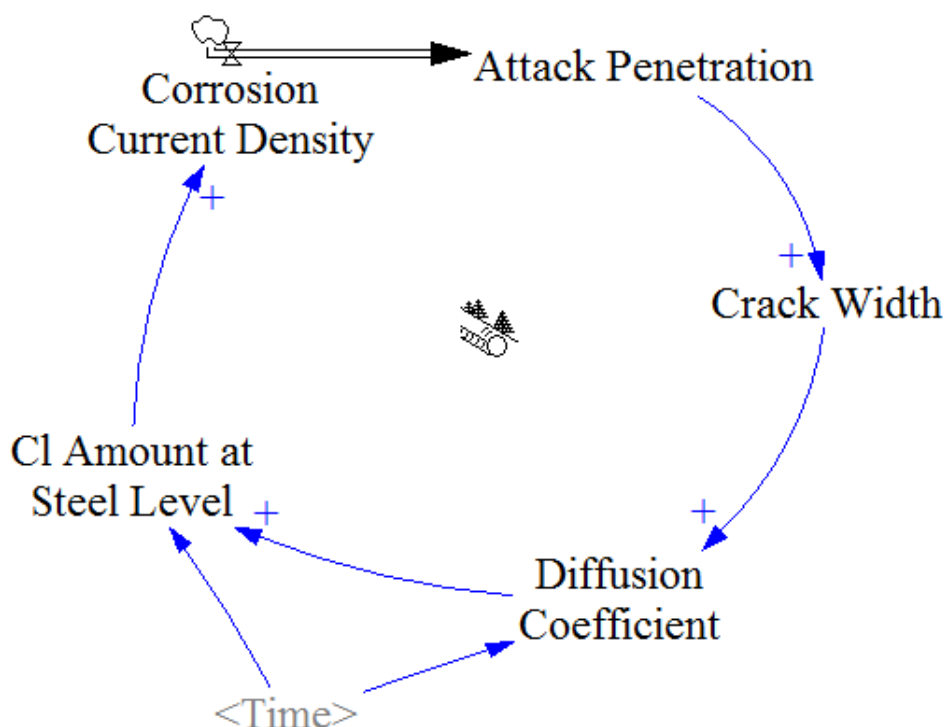 Attack Penetration
Corrosion
Current Density
+
+
Crack Width
Cl Amount at
Steel Level
+
+
Diffusion
Coefficient
<Time>